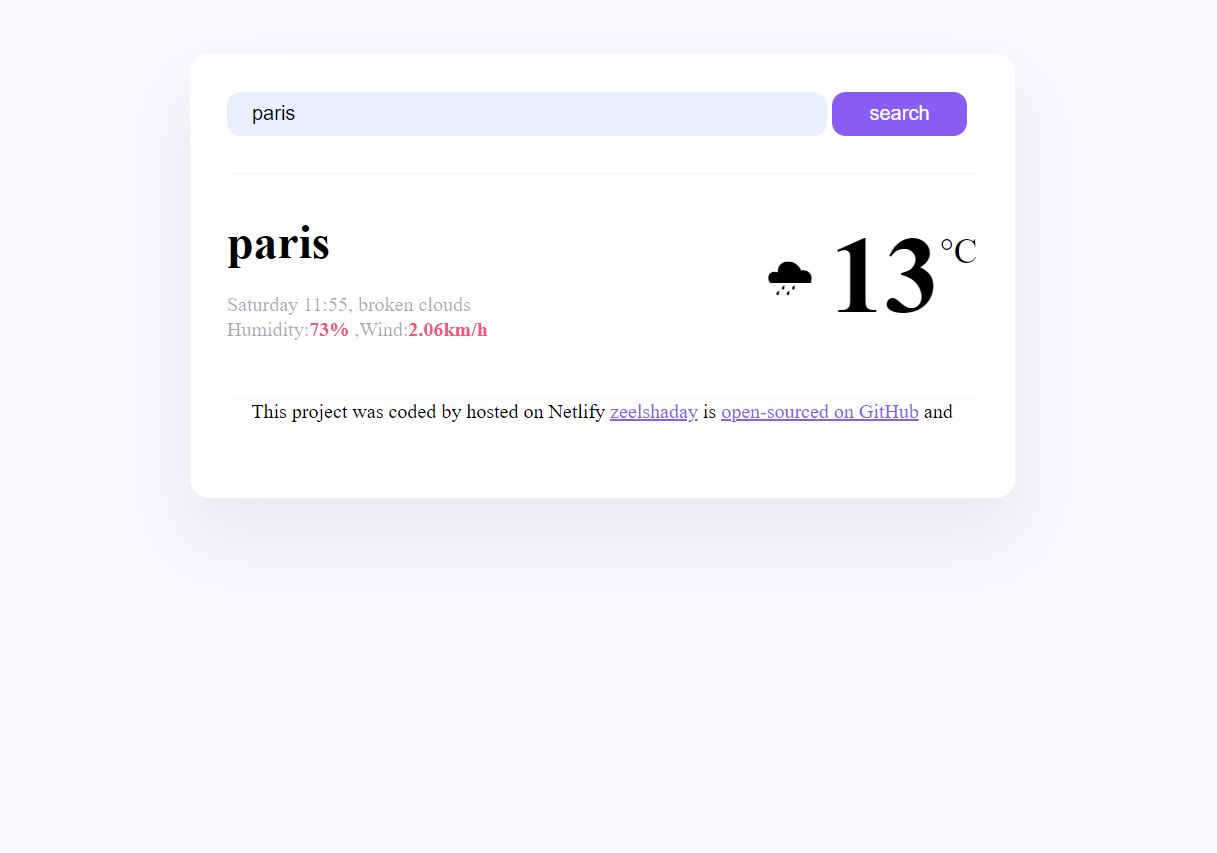 paris
search
paris
13°C
Saturday 11:55, broken clouds
Humidity:73% ,Wind:2.06km/h
This project was coded by hosted on Netlify zeelshaday is open-sourced on GitHub and